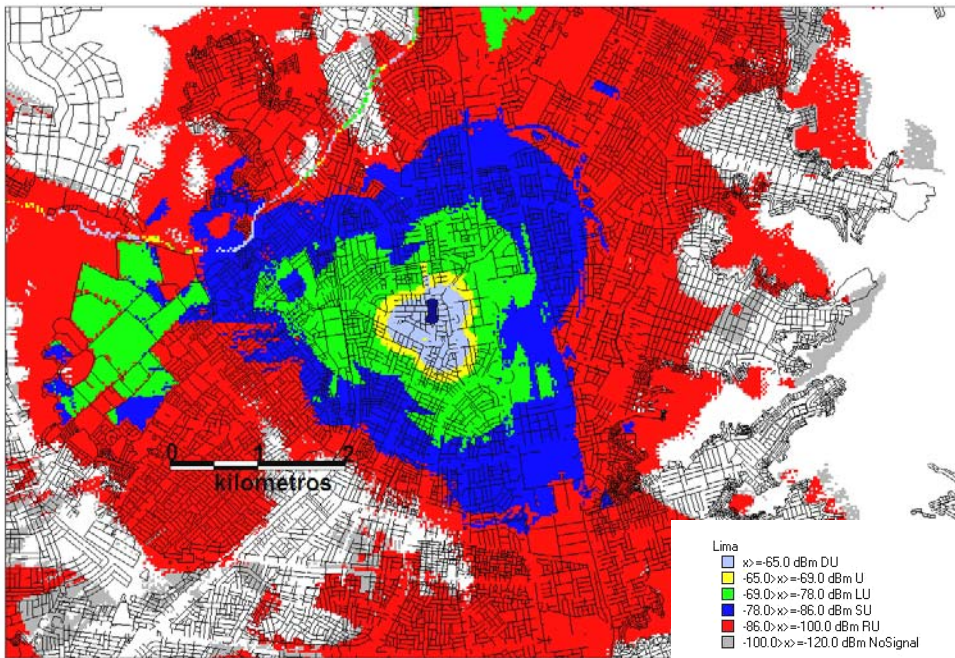 0 1 2
kilometros
Lima
x>=-65.0 dBm DU
-65.0>x>=-69.0 dBm U
-69.0>x>=-78.0 dBm LU
-78.0>x>=-86.0 dBm SU
-86.0>x>=-100.0 dBm RU
-100.0>x>=-120.0 dBm NoSignal